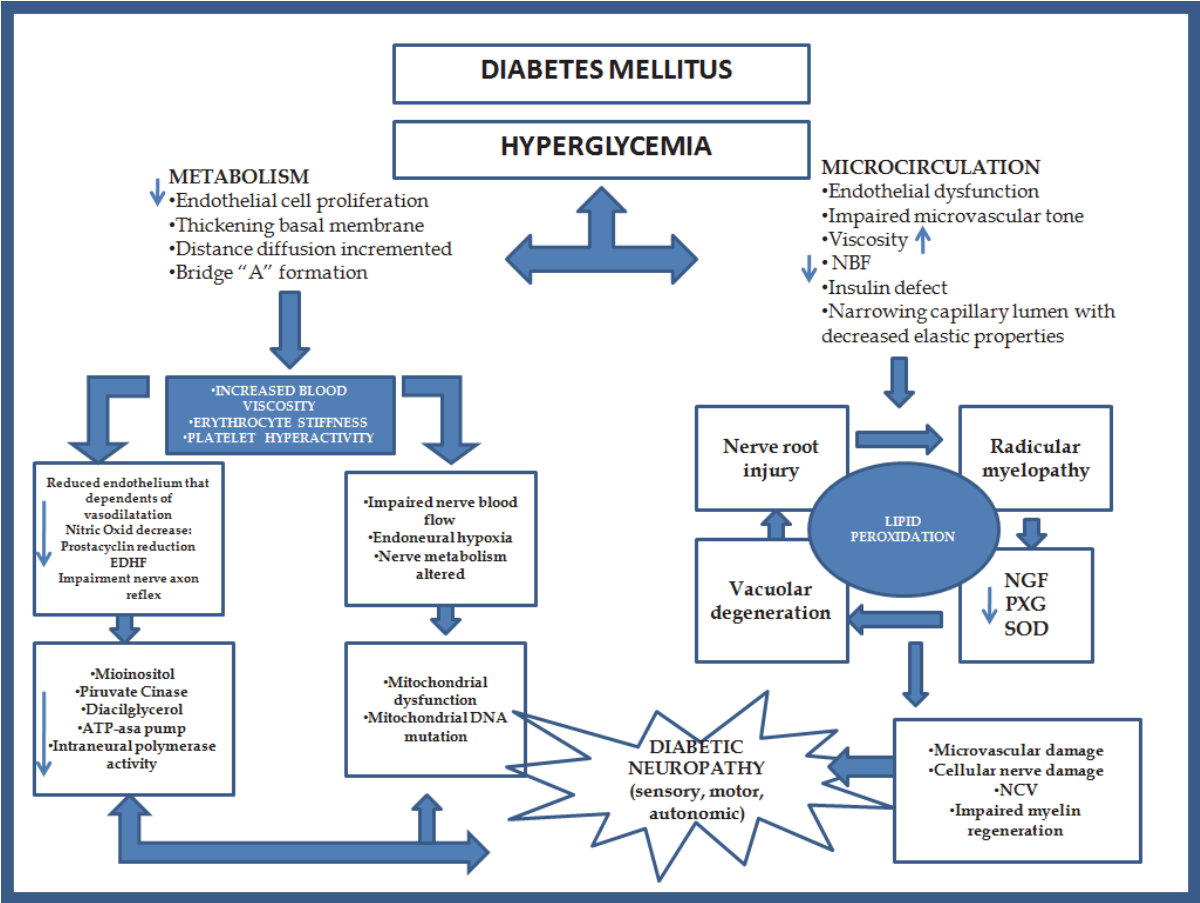 DIABETES MELLITUS
HYPERGLYCEMIA
METABOLISM
•Endothelial cell proliferation
•Thickening basal membrane
•Distance diffusion incremented
•Bridge “A” formation
MICROCIRCULATION
•Endothelial dysfunction
•Impaired microvascular tone
•Viscosity
• NBF
•Insulin defect
•Narrowing capillary lumen with
decreased elastic properties
•INCREASED BLOOD
VISCOSITY
•ERYTHROCYTE STIFFNESS
•PLATELET HYPERACTIVITY
Reduced endothelium that
dependents of
vasodilatation
Nitric Oxid decrease:
Prostacyclin reduction
EDHF
Impairment nerve axon
reflex
•Impaired nerve blood
flow
•Endoneural hypoxia
•Nerve metabolism
altered
•Mioinositol
•Piruvate Cinase
•Diacilglycerol
•ATP-asa pump
•Intraneural polymerase
activity
•Mitochondrial
dysfunction
•Mitochondrial DNA
mutation
Nerve root
injury
Radicular
myelopathy
LIPID
PEROXIDATION
Vacuolar
degeneration
NGF
PXG
SOD
DIABETIC
NEUROPATHY
(sensory, motor,
autonomic)
•Microvascular damage
•Cellular nerve damage
•NCV
•Impaired myelin
regeneration